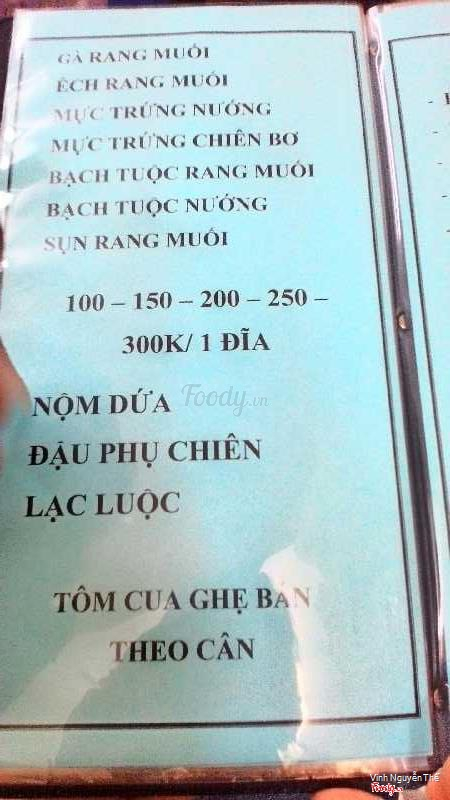 GÀ RANG MUỐI
ẾCH RANG MUỐI
MỰC TRỨNG NƯỚNG
MỰC TRỨNG CHIÊN BƠ
BẠCH TUỘC RANG MUỐI
BẠCH TUỘC NƯỚNG
SỤN RANG MUỐI
100 – 150 – 200 – 250 –
300K/ 1 ĐĨA
NỘM DỨA
Foody.vn
ĐẬU PHỤ CHIÊN
LẠC LUỘC
TÔM CUA GHẸ BÁN
THEO CÂN
Vinh Nguyễn Thế
Foody.vn